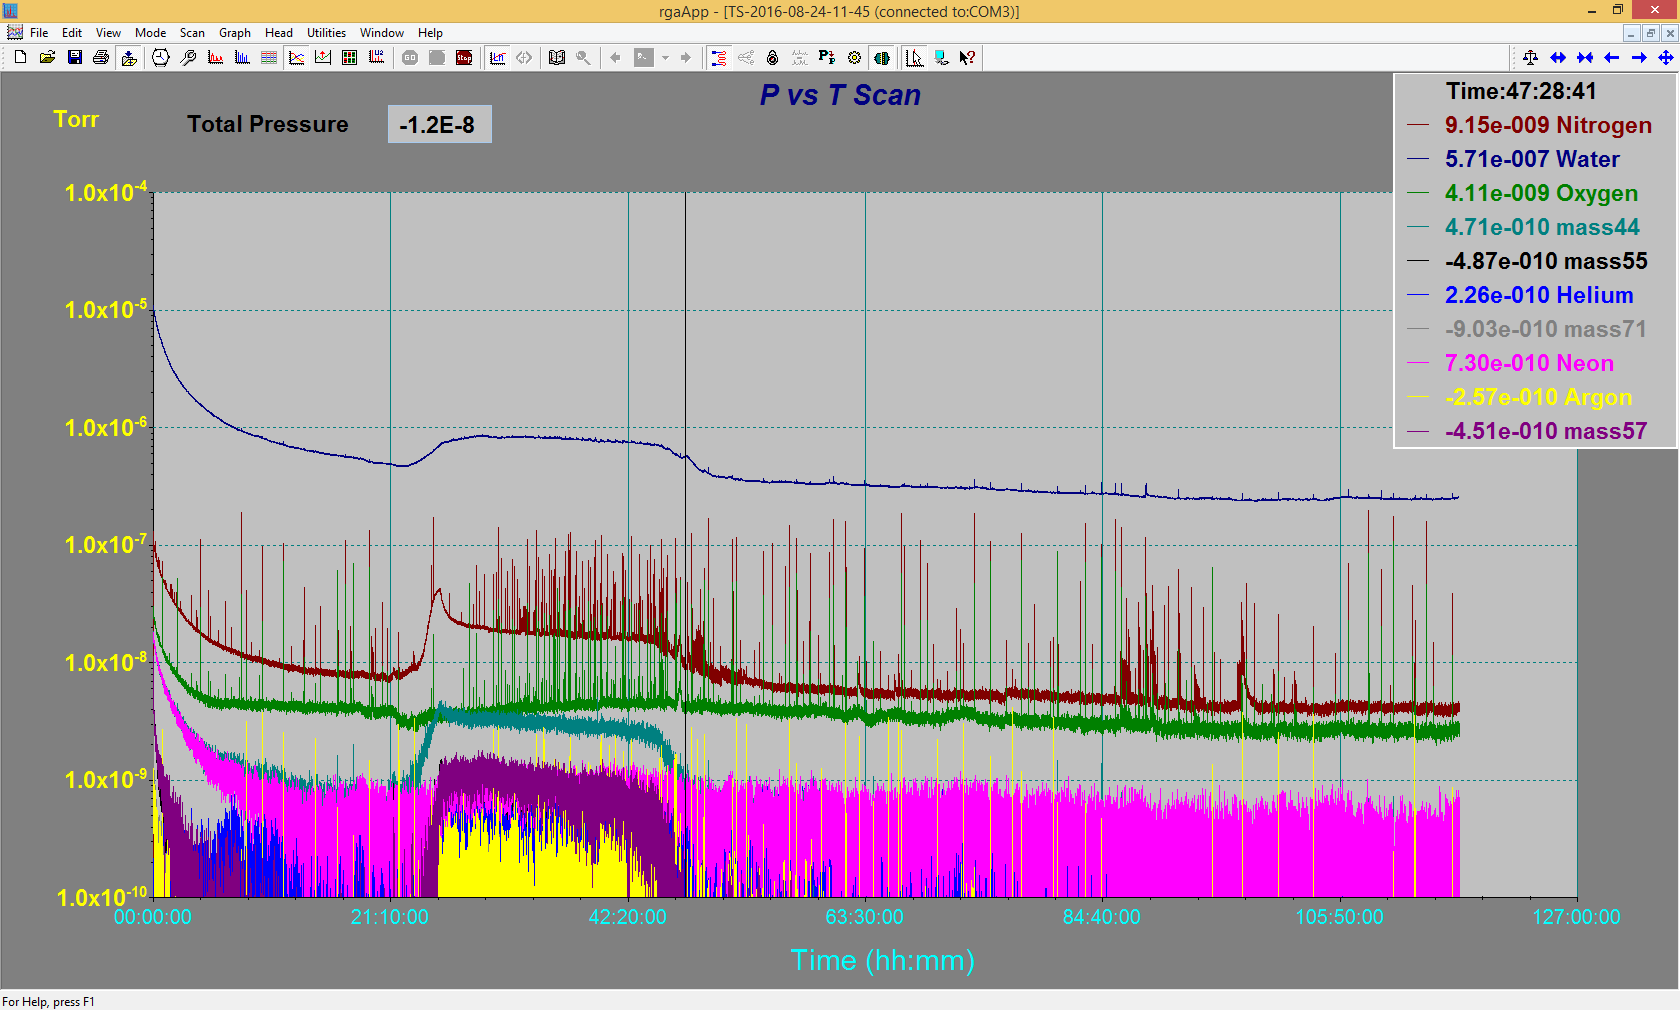 rgaApp - [TS-2016-08-24-11-45 (connected to:COM3)]
File Edit View Mode Scan Graph Head Utilities Window Help
GO Stop
P vs T Scan
Torr
Total Pressure -1.2E-8
Time:47:28:41
9.15e-009 Nitrogen
5.71e-007 Water
4.11e-009 Oxygen
4.71e-010 mass44
-4.87e-010 mass55
2.26e-010 Helium
-9.03e-010 mass71
7.30e-010 Neon
-2.57e-010 Argon
-4.51e-010 mass57
1.0x10-4
1.0x10-5
1.0x10-6
1.0x10-7
1.0x10-8
1.0x10-9
1.0x10-10
00:00:00 21:10:00 42:20:00 63:30:00 84:40:00 105:50:00 127:00:00
Time (hh:mm)
For Help, press F1